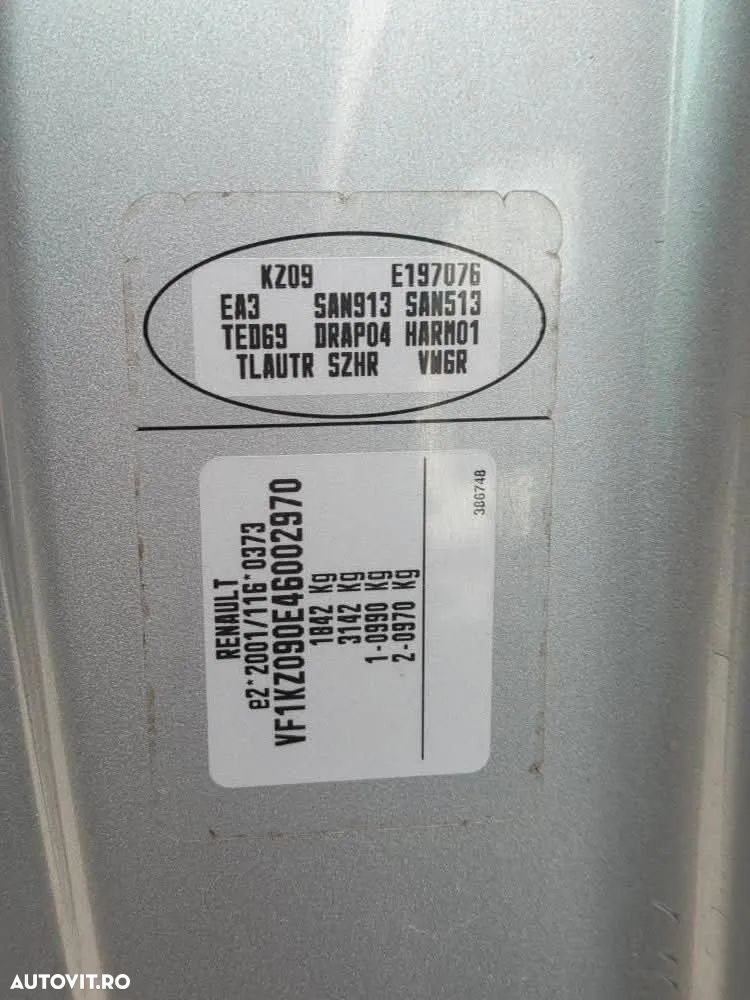 KZ09 E197076
EA3 SAN913 SAN513
TED69 DRAP04 HARM01
TLAUTR SZHR VW6R
RENAULT
e2*2001/116*0373
VF1KZ090E46002970
1842 Kg
3142 Kg
1-0990 Kg
2-0970 Kg
386748
AUTOVIT.RO